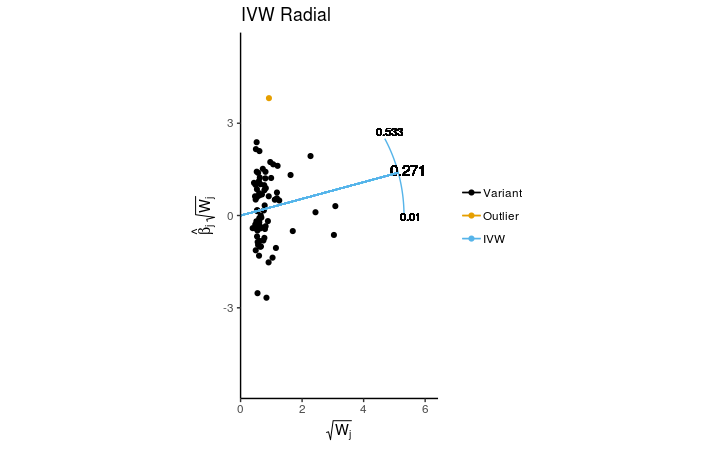 IVW Radial
β̂j√Wj
3
0
-3
0.533
0.271
0.01
Variant
Outlier
IVW
0 2 4 6
√Wj